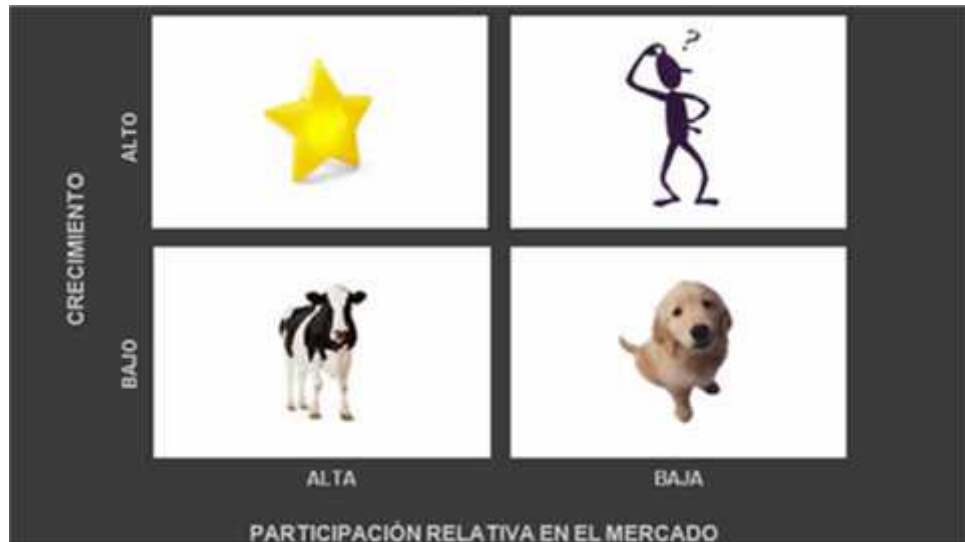 ?
ALTO
CRECIMIENTO
BAJO
ALTA
BAJA
PARTICIPACIÓN RELATIVA EN EL MERCADO